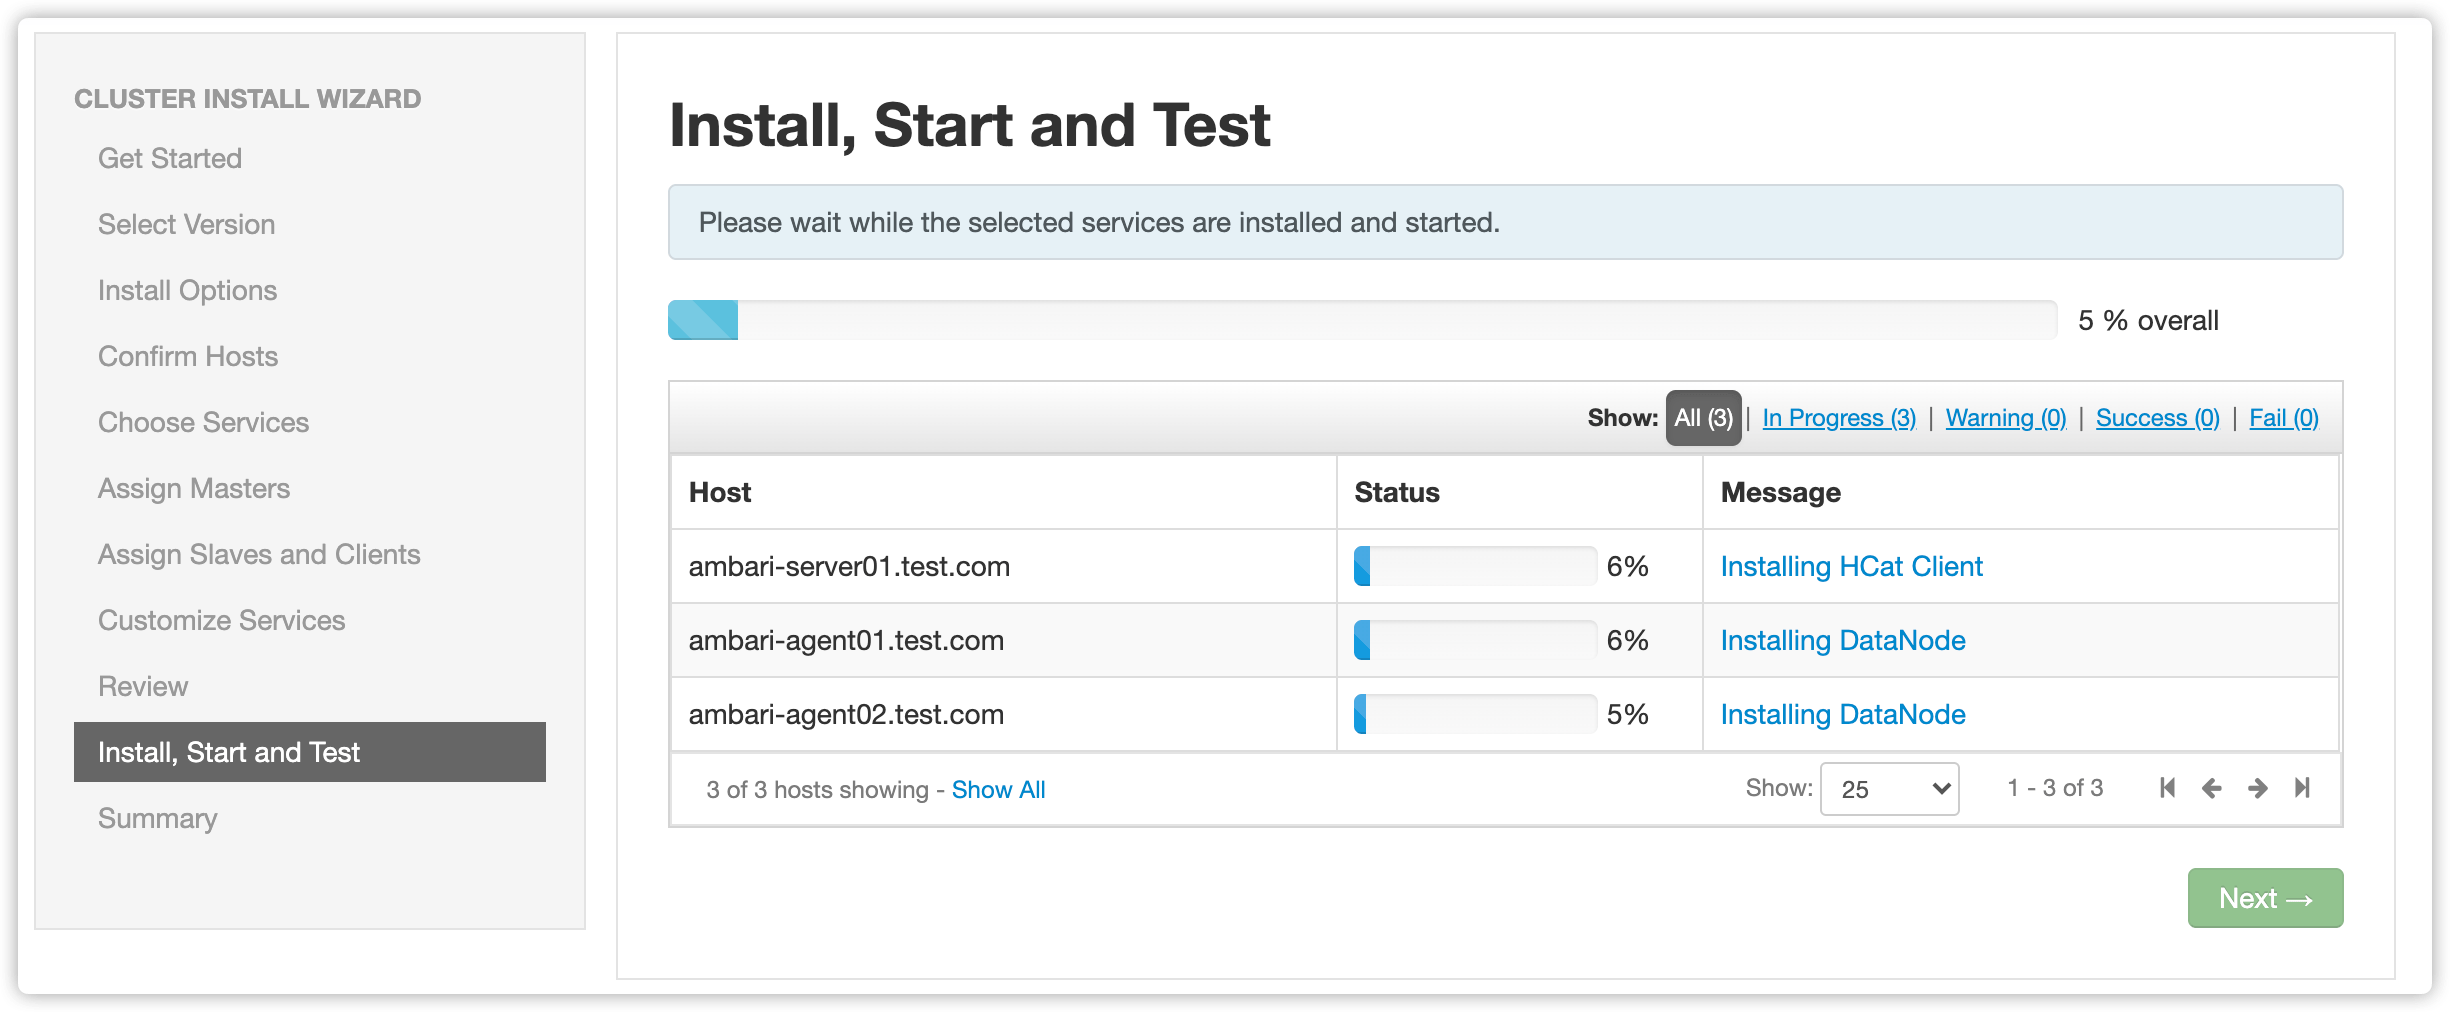 CLUSTER INSTALL WIZARD
Get Started
Select Version
Install Options
Confirm Hosts
Choose Services
Assign Masters
Assign Slaves and Clients
Customize Services
Review
Install, Start and Test
Summary
Install, Start and Test
Please wait while the selected services are installed and started.
5 % overall
Show: All (3) | In Progress (3) | Warning (0) | Success (0) | Fail (0)
Host Status Message
ambari-server01.test.com 6% Installing HCat Client
ambari-agent01.test.com 6% Installing DataNode
ambari-agent02.test.com 5% Installing DataNode
3 of 3 hosts showing - Show All Show: 25 1 - 3 of 3
Next →